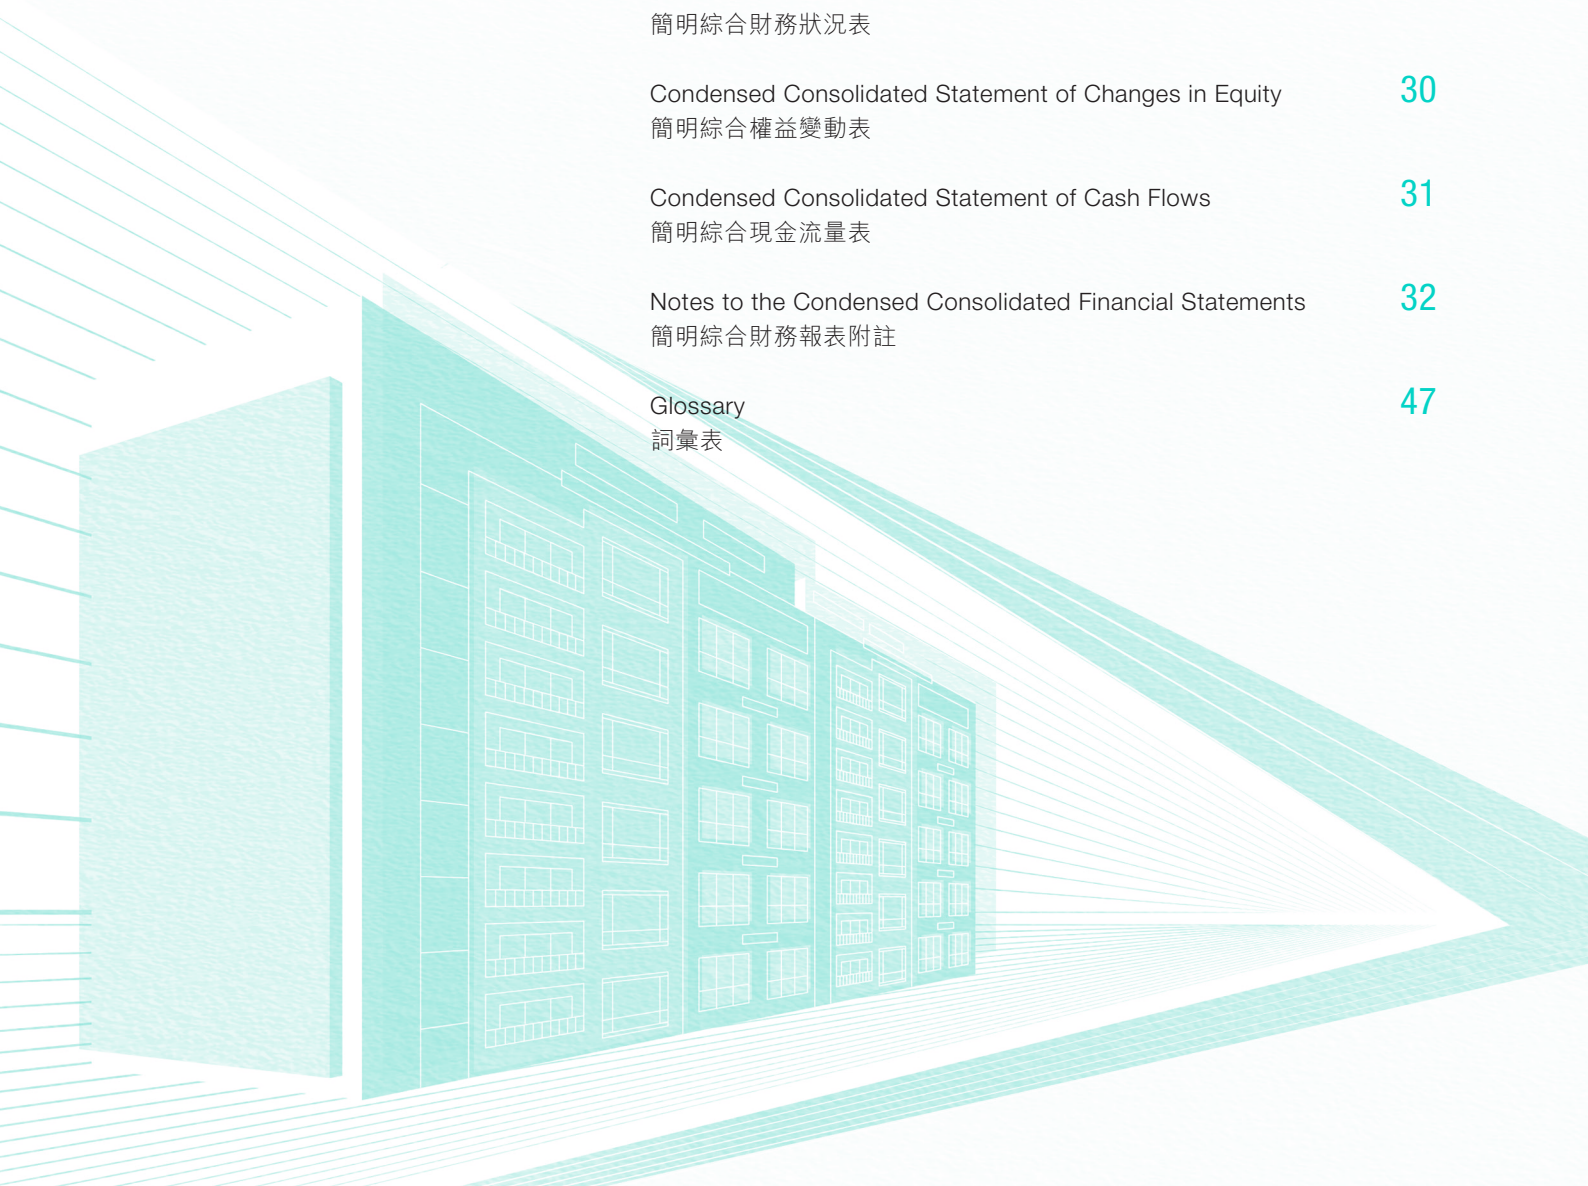 簡明綜合財務狀況表
Condensed Consolidated Statement of Changes in Equity 30
簡明綜合權益變動表
Condensed Consolidated Statement of Cash Flows 31
簡明綜合現金流量表
Notes to the Condensed Consolidated Financial Statements 32
簡明綜合財務報表附註
Glossary 47
詞彙表